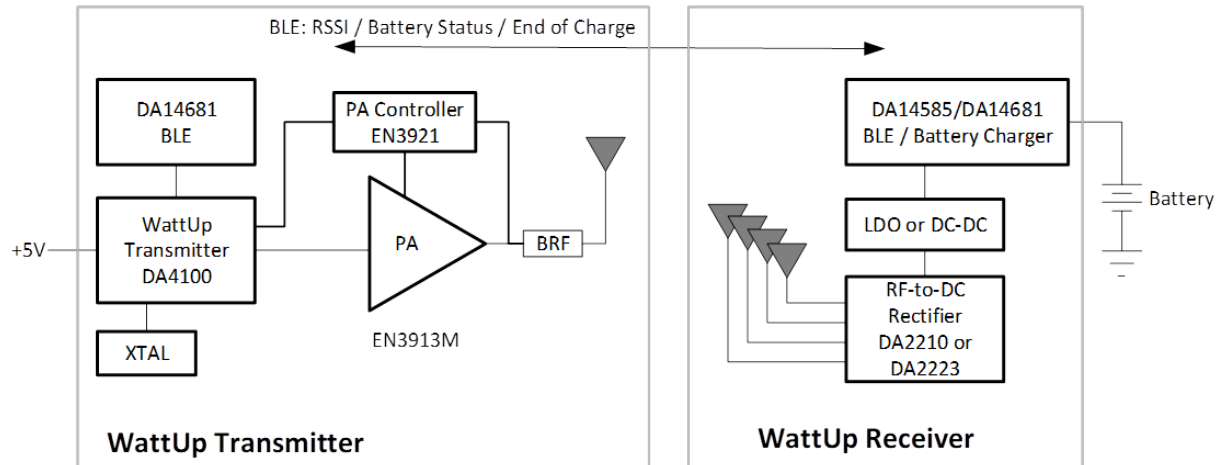 BLE: RSSI / Battery Status / End of Charge
DA14681
BLE
PA Controller
EN3921
WattUp
Transmitter
DA4100
+5V
PA
BRF
XTAL
EN3913M
WattUp Transmitter
DA14585/DA14681
BLE / Battery Charger
Battery
LDO or DC-DC
RF-to-DC
Rectifier
DA2210 or
DA2223
WattUp Receiver